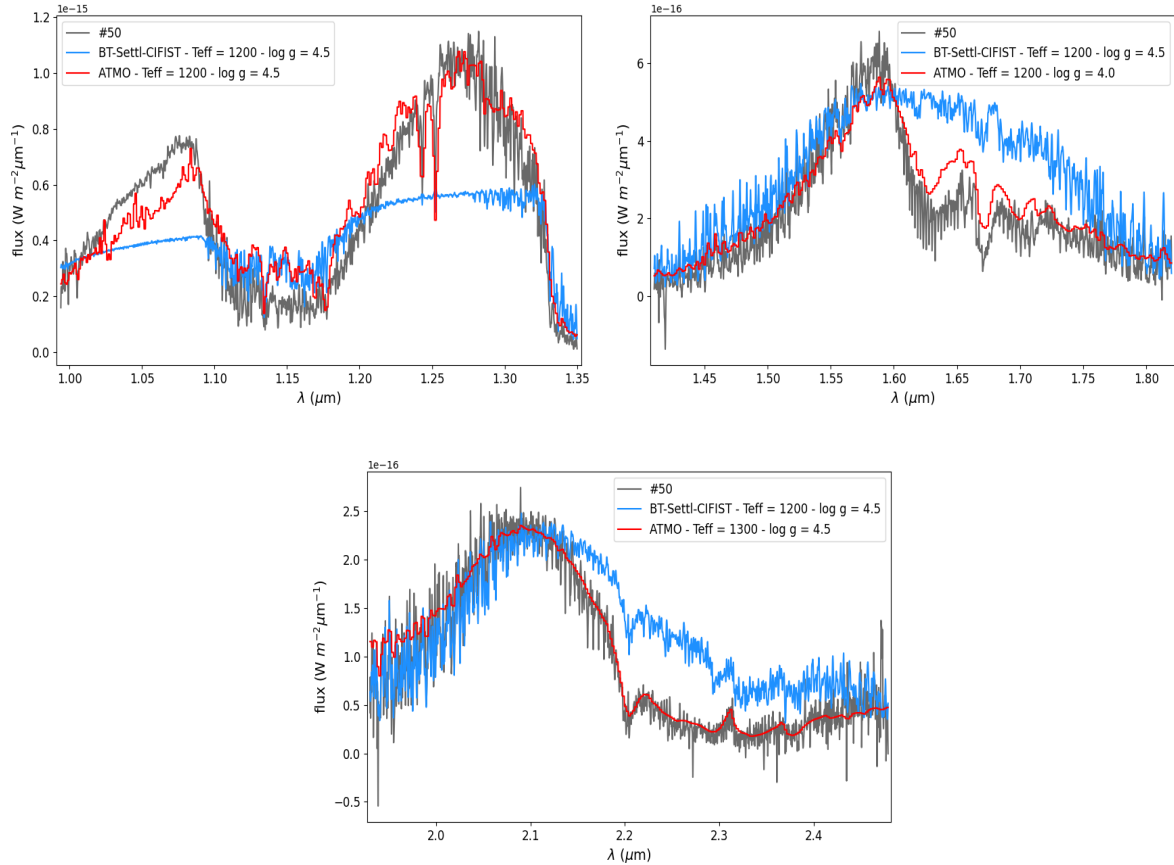 1e−15
#50
BT-Settl-CIFIST - Teff = 1200 - log g = 4.5
ATMO - Teff = 1200 - log g = 4.5
flux (W m⁻²μm⁻¹)
1.2
1.0
0.8
0.6
0.4
0.2
0.0
1.00 1.05 1.10 1.15 1.20 1.25 1.30 1.35
λ (μm)
1e−16
#50
BT-Settl-CIFIST - Teff = 1200 - log g = 4.5
ATMO - Teff = 1200 - log g = 4.0
flux (W m⁻²μm⁻¹)
6
4
2
0
1.45 1.50 1.55 1.60 1.65 1.70 1.75 1.80
λ (μm)
1e−16
#50
BT-Settl-CIFIST - Teff = 1200 - log g = 4.5
ATMO - Teff = 1300 - log g = 4.5
flux (W m⁻²μm⁻¹)
2.5
2.0
1.5
1.0
0.5
0.0
−0.5
2.0 2.1 2.2 2.3 2.4
λ (μm)